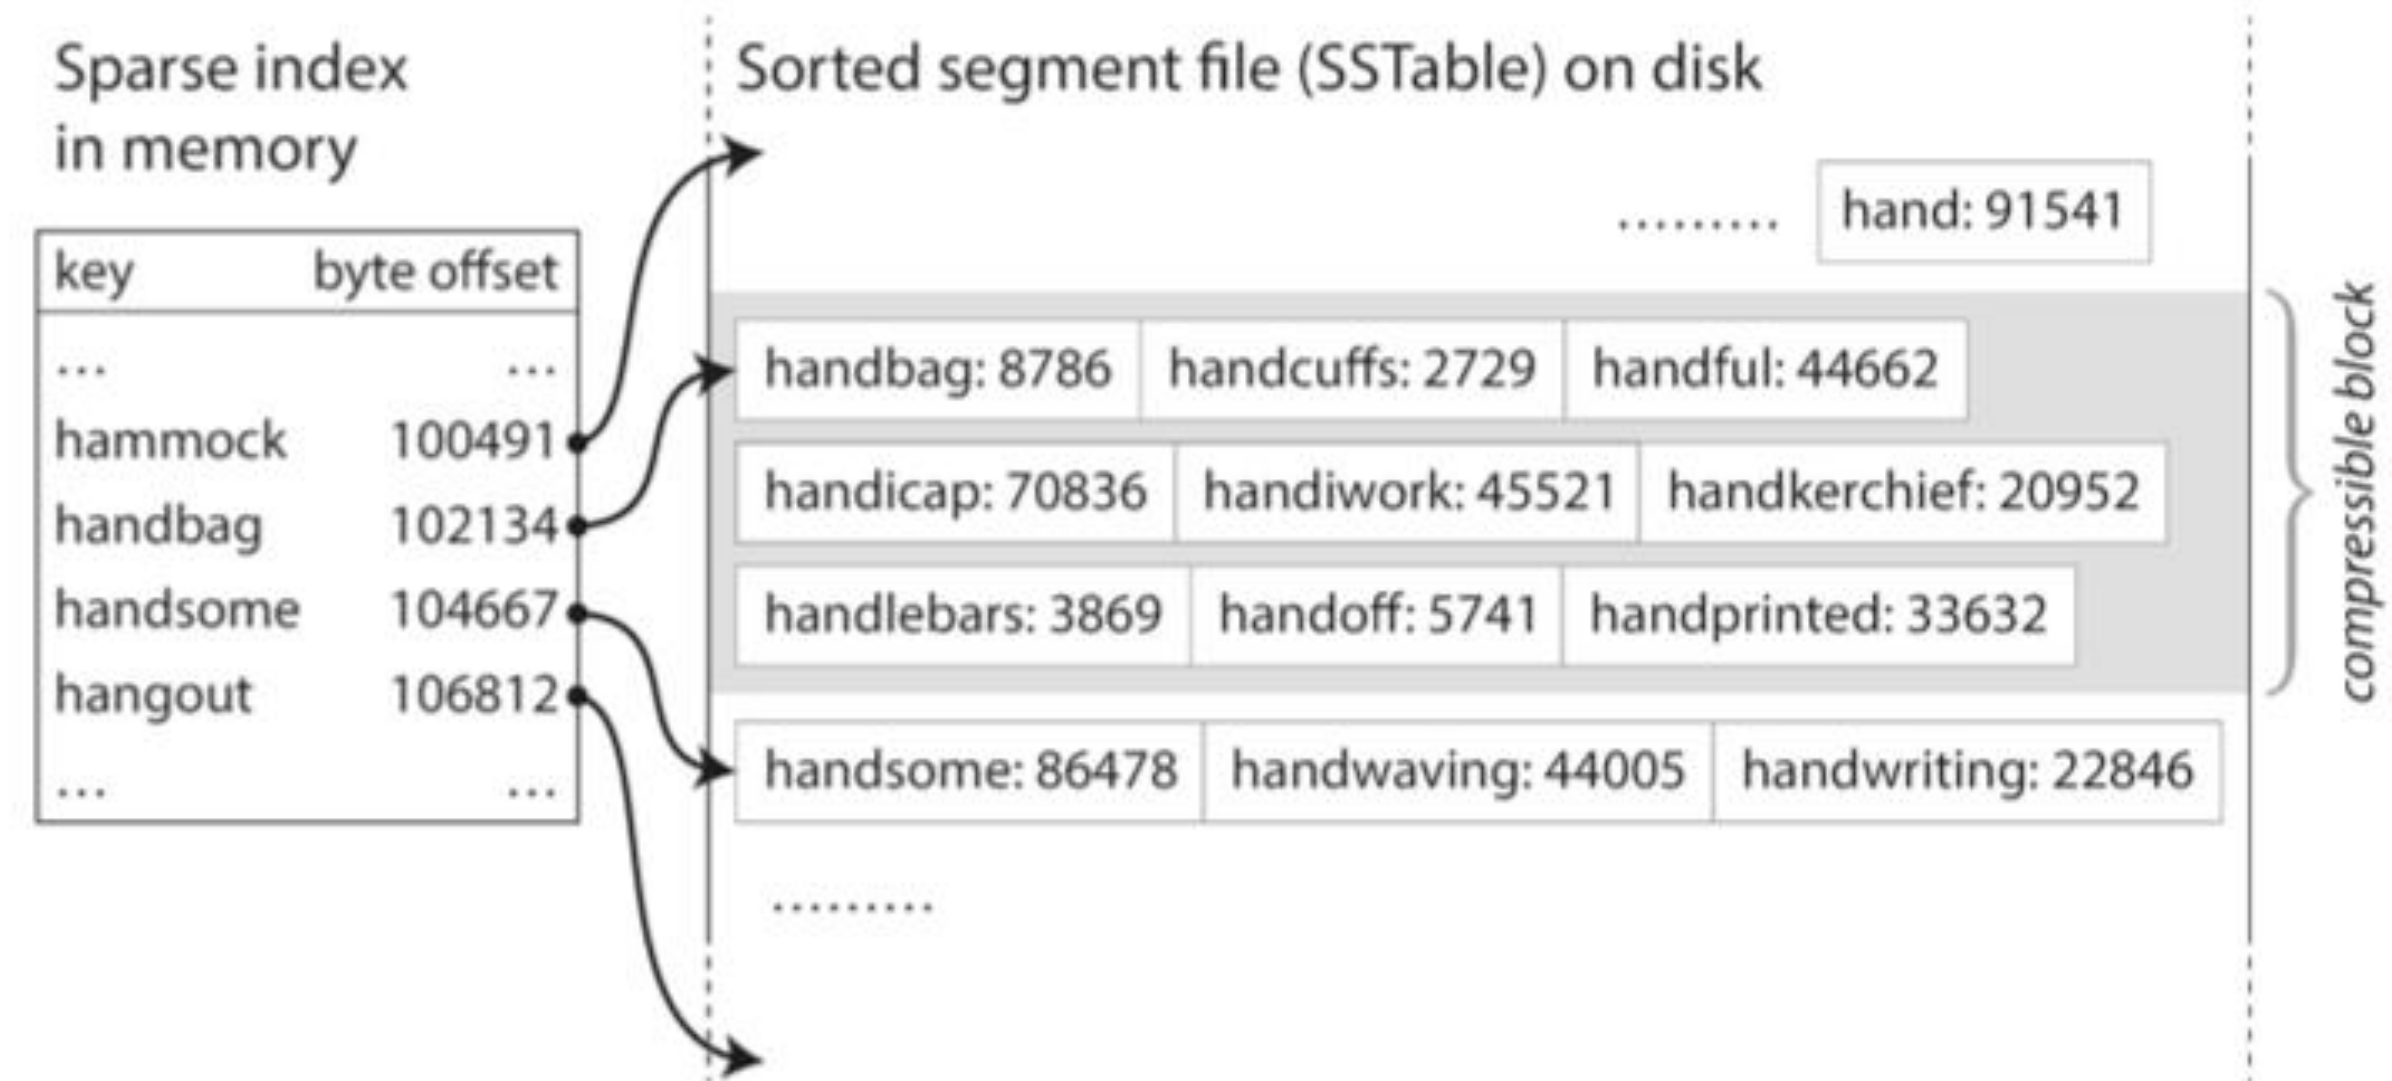 Sparse index
in memory
key byte offset
... ...
hammock 100491
handbag 102134
handsome 104667
hangout 106812
... ...
Sorted segment file (SSTable) on disk
......... hand: 91541
handbag: 8786 handcuffs: 2729 handful: 44662
handicap: 70836 handiwork: 45521 handkerchief: 20952
handlebars: 3869 handoff: 5741 handprinted: 33632
handsome: 86478 handwaving: 44005 handwriting: 22846
.........
compressible block